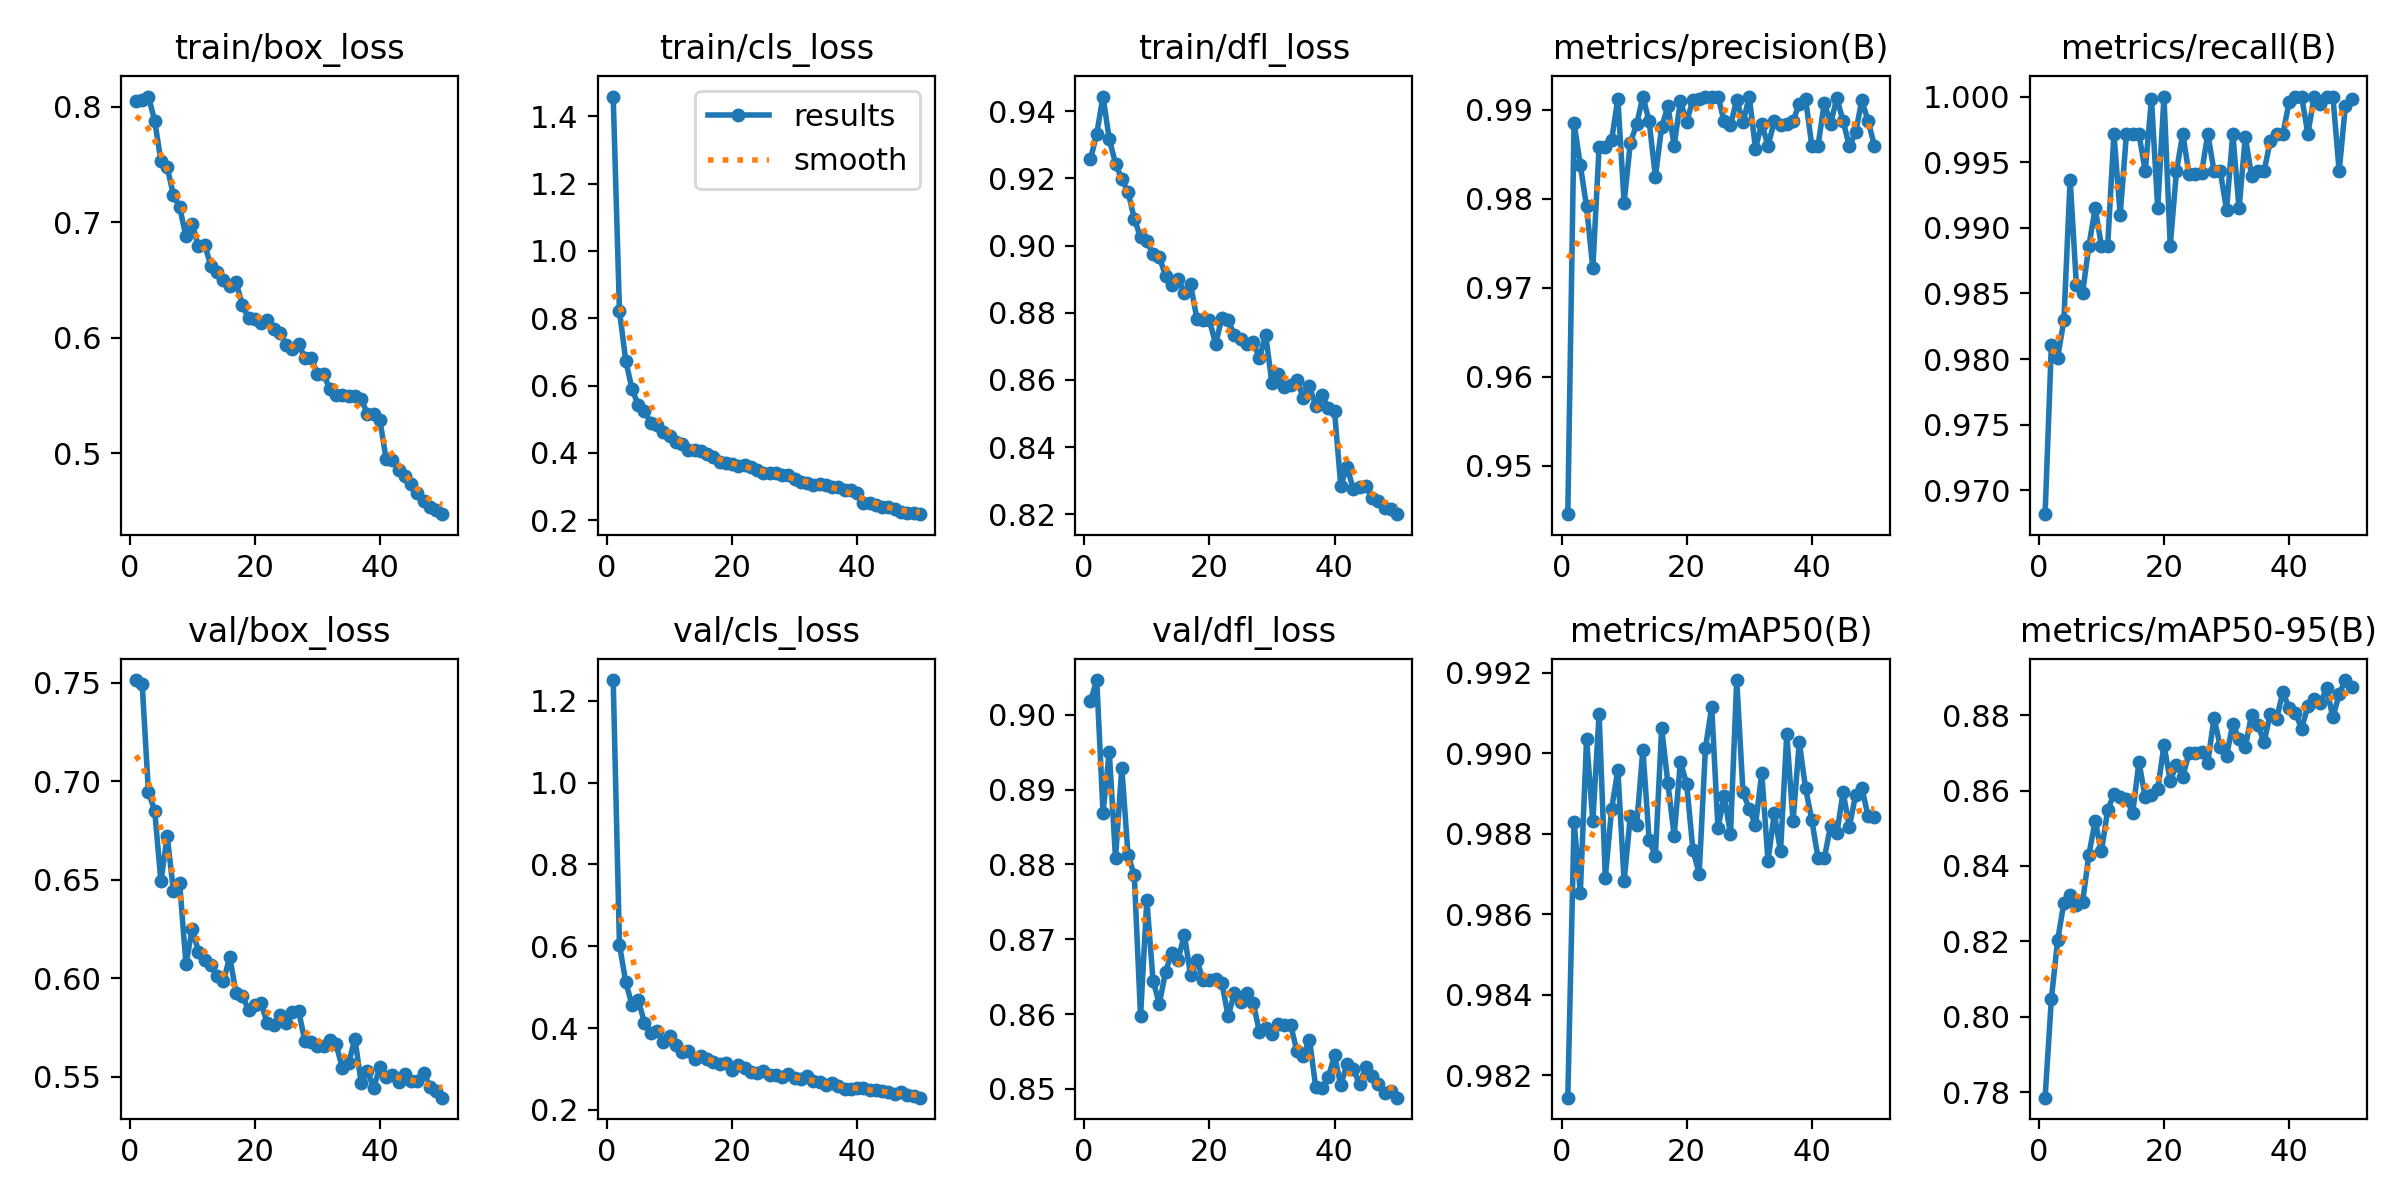 train/box_loss
0.8
0.7
0.6
0.5
0 20 40
train/cls_loss
results
smooth
1.4
1.2
1.0
0.8
0.6
0.4
0.2
0 20 40
train/dfl_loss
0.94
0.92
0.90
0.88
0.86
0.84
0.82
0 20 40
metrics/precision(B)
0.99
0.98
0.97
0.96
0.95
0 20 40
metrics/recall(B)
1.000
0.995
0.990
0.985
0.980
0.975
0.970
0 20 40
val/box_loss
0.75
0.70
0.65
0.60
0.55
0 20 40
val/cls_loss
1.2
1.0
0.8
0.6
0.4
0.2
0 20 40
val/dfl_loss
0.90
0.89
0.88
0.87
0.86
0.85
0 20 40
metrics/mAP50(B)
0.992
0.990
0.988
0.986
0.984
0.982
0 20 40
metrics/mAP50-95(B)
0.88
0.86
0.84
0.82
0.80
0.78
0 20 40